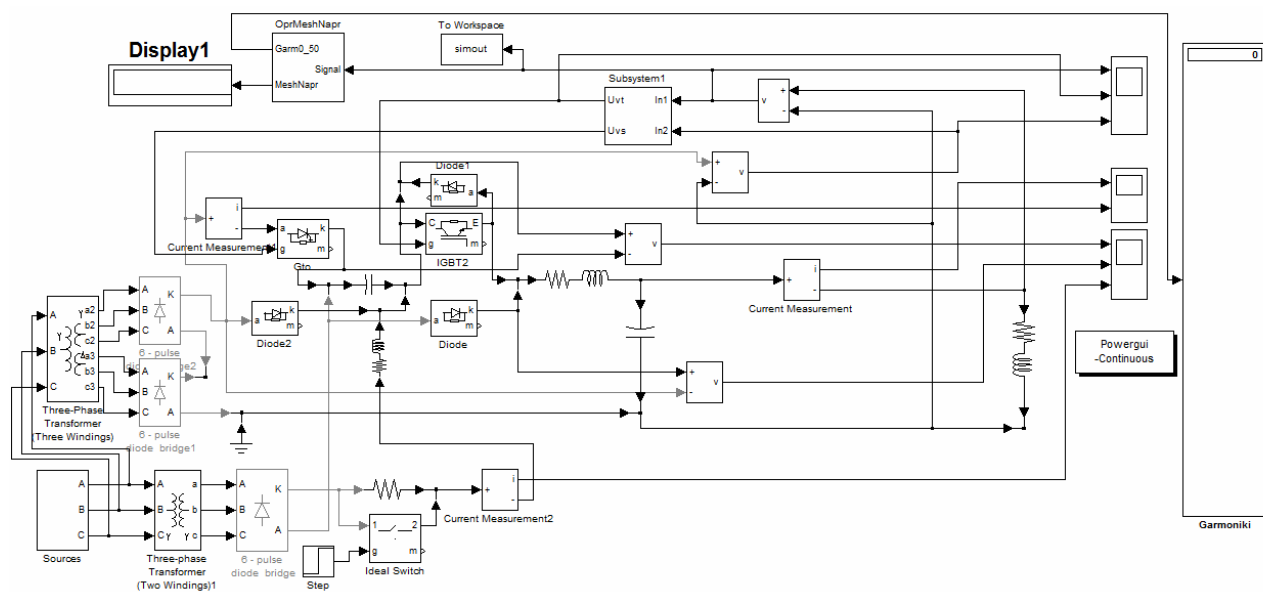 OprMeshNapr
Garm0_50
Signal
MeshNapr
Display1
To Workspace
simout
0
Subsystem1
Uvt
In1
Uvs
In2
+
-
v
+
-
v
Diode1
k
m
a
+
i
-
Current Measurement
a
k
g
m
Gto
C
E
g
m
IGBT2
+
-
v
+
i
-
Current Measurement
Powergui
-Continuous
A
B
C
Y
a2
b2
c2
Y
Δ
a3
b3
c3
Three-Phase
Transformer
(Three Windings)
A
B
C
K
A
6 - pulse
A
B
C
K
A
6 - pulse
diode bridge1
a
k
m
Diode2
a
k
m
Diode
+
-
v
A
B
C
Sources
A
B
C
Y
a
b
c
Y
Three-phase
Transformer
(Two Windings)1
A
B
C
K
A
6 - pulse
diode bridge
Step
1
2
g
m
Ideal Switch
+
i
-
Current Measurement2
Garmoniki